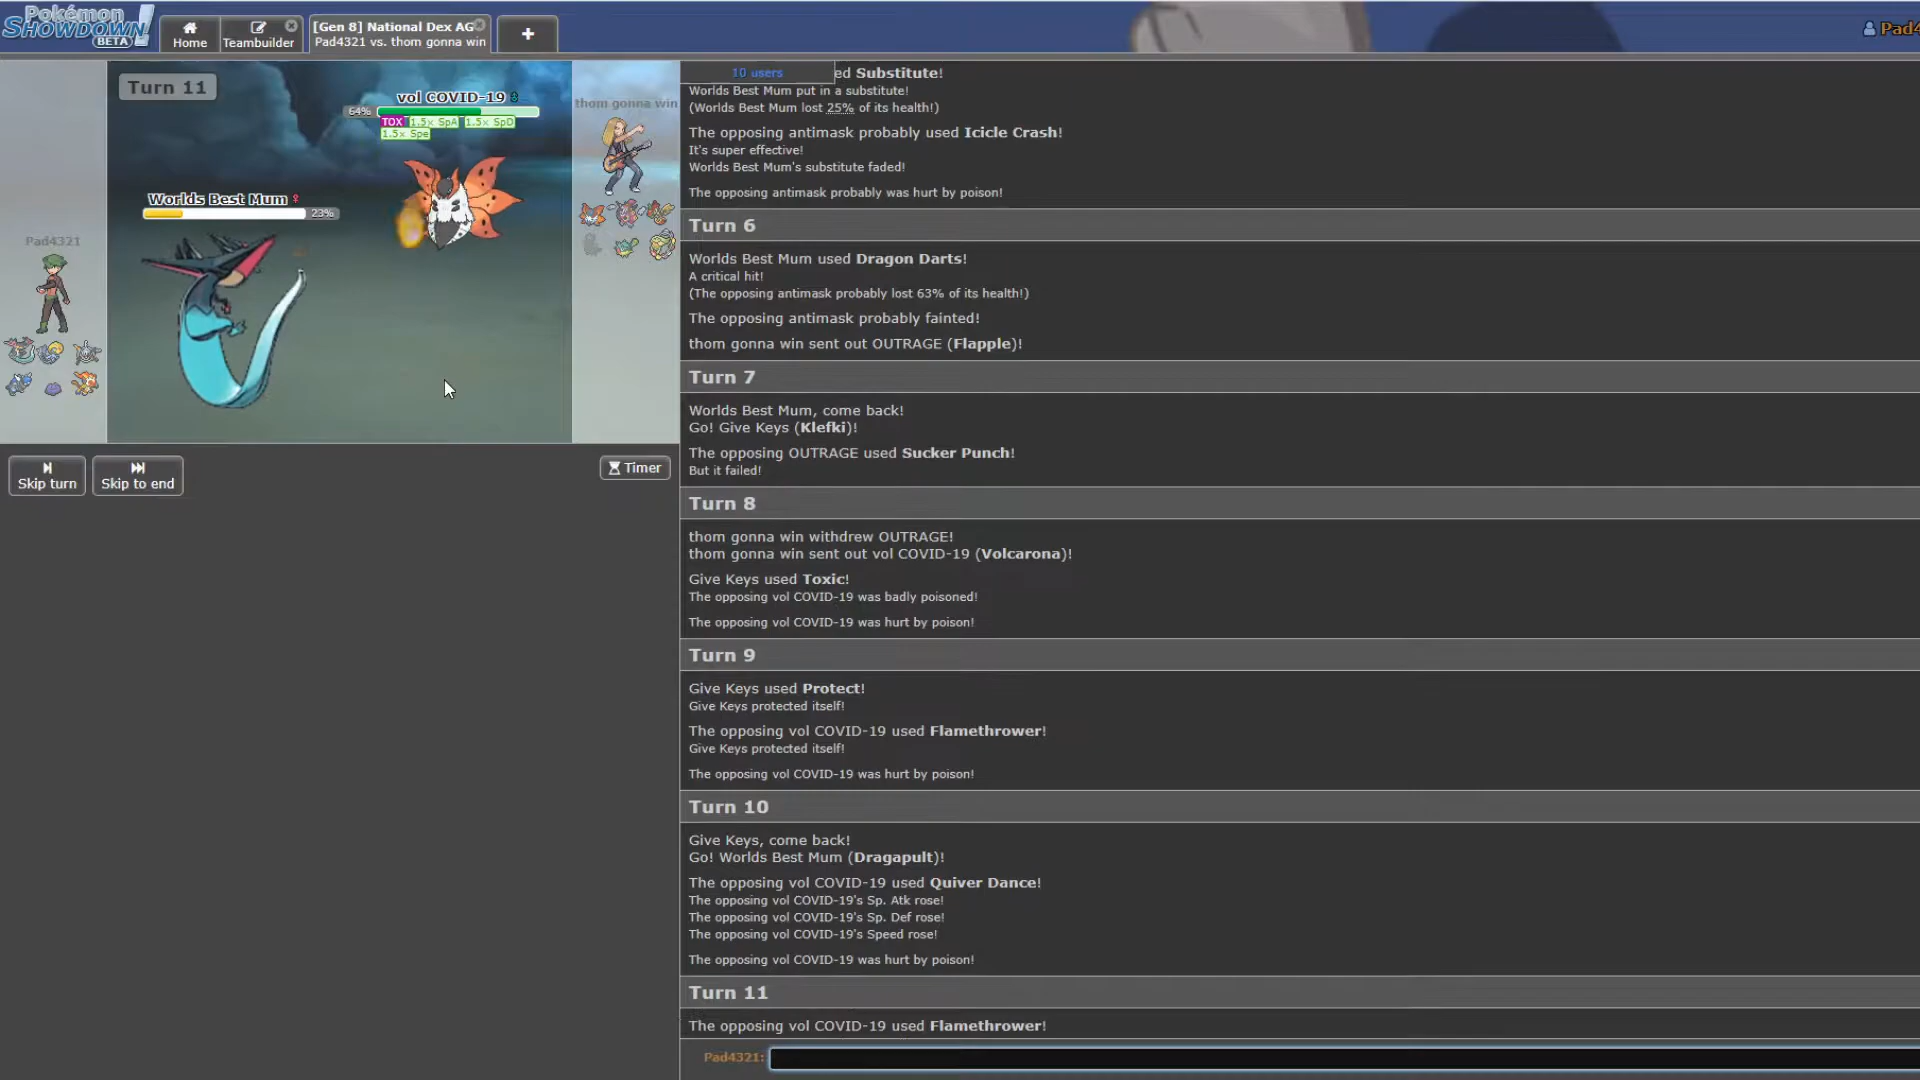 Pokémon
SHOWDOWN!
BETA
Home
Teambuilder
[Gen 8] National Dex AG
Pad4321 vs. thom gonna win
+
Turn 11
vol COVID-19
64%
TOX 1.5× SpA 1.5× SpD
1.5× Spe
Worlds Best Mum
23%
Pad4321
thom gonna win
Skip turn
Skip to end
Timer
10 users
ed Substitute!
Worlds Best Mum put in a substitute!
(Worlds Best Mum lost 25% of its health!)
The opposing antimask probably used Icicle Crash!
It's super effective!
Worlds Best Mum's substitute faded!
The opposing antimask probably was hurt by poison!
Turn 6
Worlds Best Mum used Dragon Darts!
A critical hit!
(The opposing antimask probably lost 63% of its health!)
The opposing antimask probably fainted!
thom gonna win sent out OUTRAGE (Flapple)!
Turn 7
Worlds Best Mum, come back!
Go! Give Keys (Klefki)!
The opposing OUTRAGE used Sucker Punch!
But it failed!
Turn 8
thom gonna win withdrew OUTRAGE!
thom gonna win sent out vol COVID-19 (Volcarona)!
Give Keys used Toxic!
The opposing vol COVID-19 was badly poisoned!
The opposing vol COVID-19 was hurt by poison!
Turn 9
Give Keys used Protect!
Give Keys protected itself!
The opposing vol COVID-19 used Flamethrower!
Give Keys protected itself!
The opposing vol COVID-19 was hurt by poison!
Turn 10
Give Keys, come back!
Go! Worlds Best Mum (Dragapult)!
The opposing vol COVID-19 used Quiver Dance!
The opposing vol COVID-19's Sp. Atk rose!
The opposing vol COVID-19's Sp. Def rose!
The opposing vol COVID-19's Speed rose!
The opposing vol COVID-19 was hurt by poison!
Turn 11
The opposing vol COVID-19 used Flamethrower!
Pad4321: